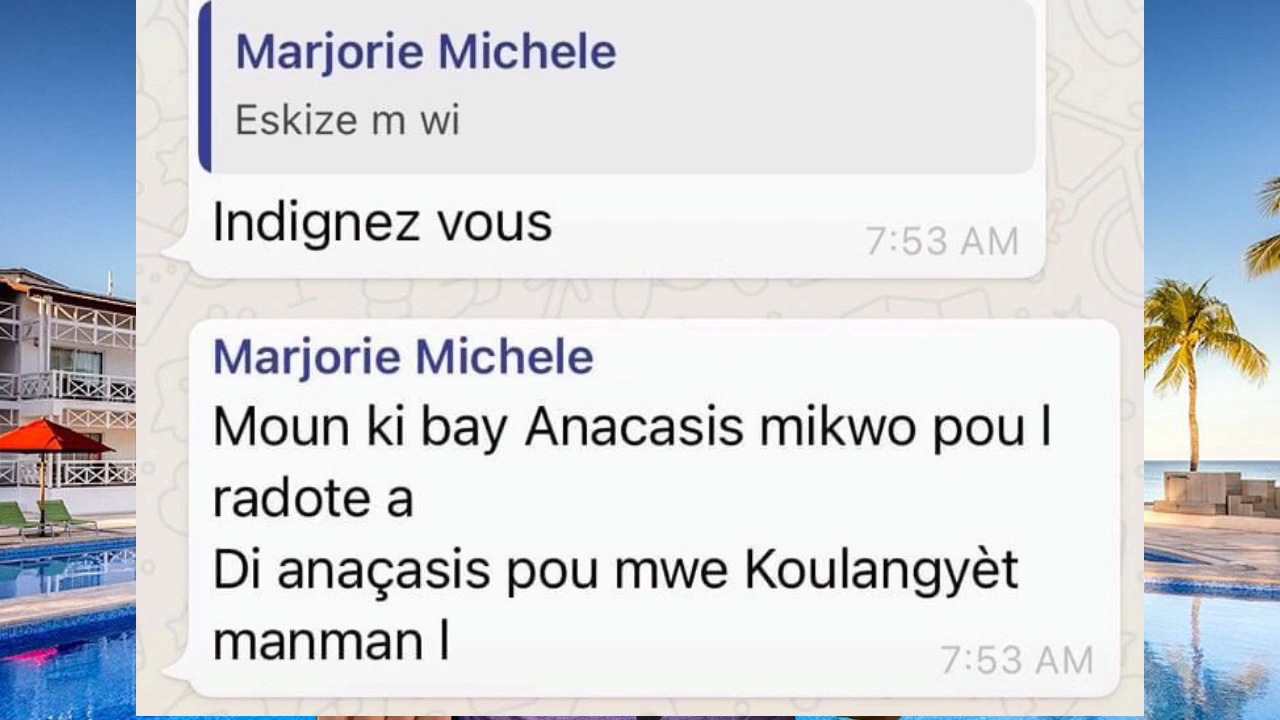 Marjorie Michele
Eskize m wi
Indignez vous
7:53 AM
Marjorie Michele
Moun ki bay Anacasis mikwo pou l
radote a
Di anaçasis pou mwe Koulangyèt
manman l
7:53 AM